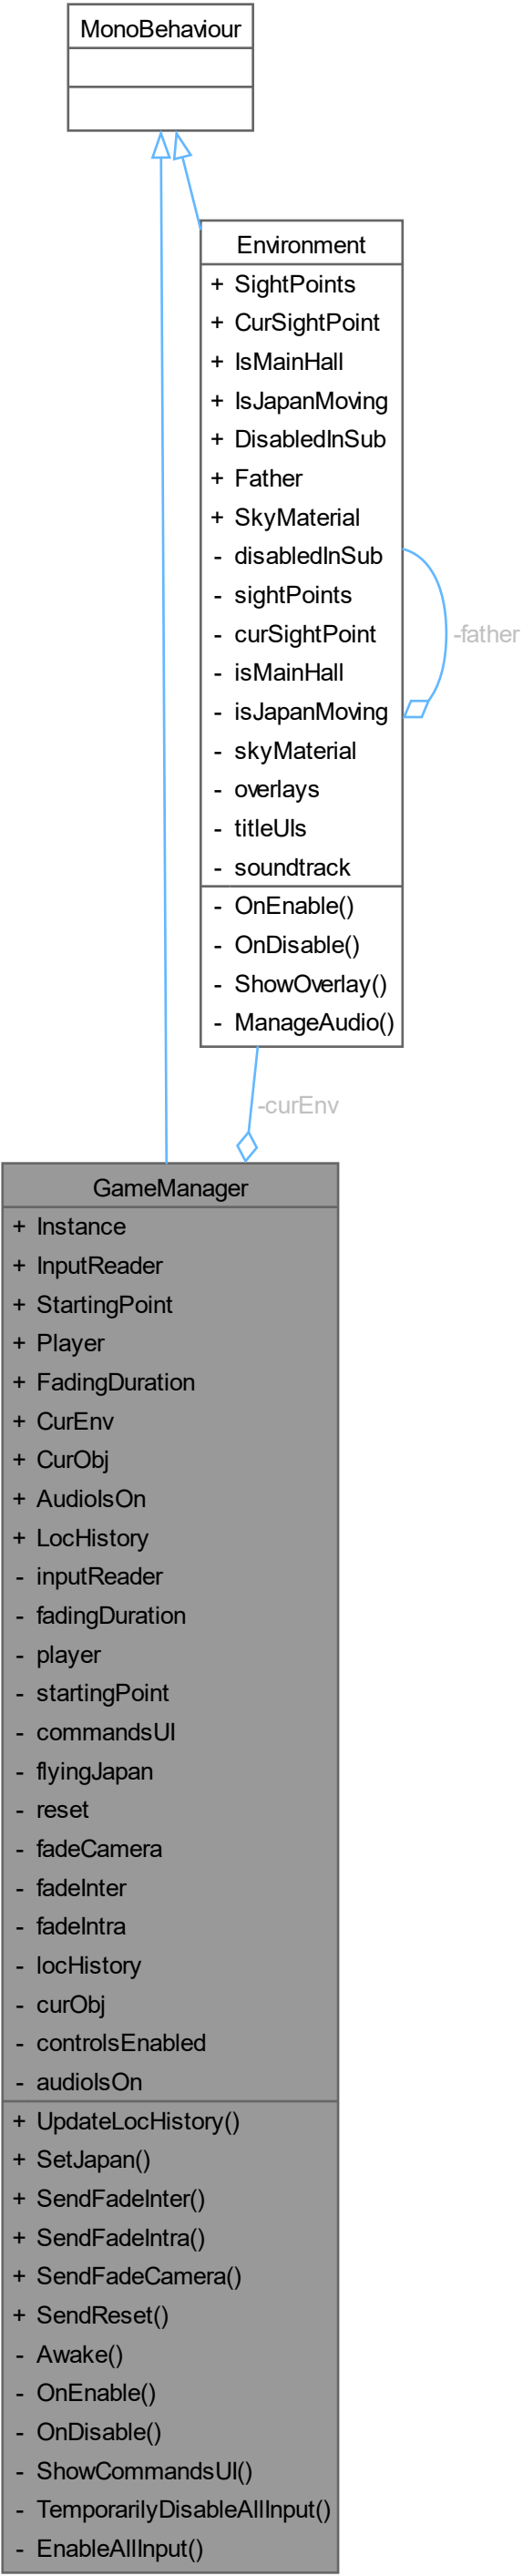 MonoBehaviour
Environment
+ SightPoints
+ CurSightPoint
+ IsMainHall
+ IsJapanMoving
+ DisabledInSub
+ Father
+ SkyMaterial
- disabledInSub
- sightPoints
- curSightPoint
- isMainHall
- isJapanMoving
- skyMaterial
- overlays
- titleUIs
- soundtrack
- OnEnable()
- OnDisable()
- ShowOverlay()
- ManageAudio()
-father
-curEnv
GameManager
+ Instance
+ InputReader
+ StartingPoint
+ Player
+ FadingDuration
+ CurEnv
+ CurObj
+ AudioIsOn
+ LocHistory
- inputReader
- fadingDuration
- player
- startingPoint
- commandsUI
- flyingJapan
- reset
- fadeCamera
- fadeInter
- fadeIntra
- locHistory
- curObj
- controlsEnabled
- audioIsOn
+ UpdateLocHistory()
+ SetJapan()
+ SendFadeInter()
+ SendFadeIntra()
+ SendFadeCamera()
+ SendReset()
- Awake()
- OnEnable()
- OnDisable()
- ShowCommandsUI()
- TemporarilyDisableAllInput()
- EnableAllInput()